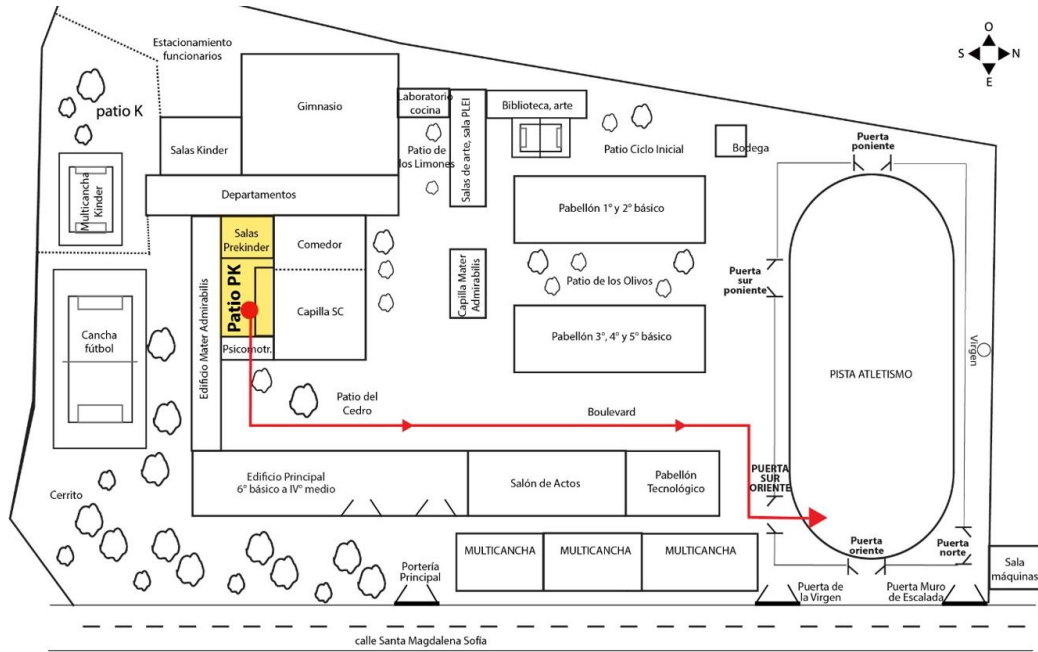 O
S
N
E
Estacionamiento
funcionarios
patio K
Gimnasio
Laboratorio
cocina
Salas de arte, sala PLEI
Biblioteca, arte
Patio Ciclo Inicial
Bodega
Puerta
poniente
Salas Kinder
Patio de
los Limones
Multicancha
Kinder
Departamentos
Pabellón 1° y 2° básico
Salas
Prekinder
Comedor
Edificio Mater Admirabilis
Patio PK
Capilla SC
Capilla Mater
Admirabilis
Patio de los Olivos
Puerta
sur
poniente
Cancha
fútbol
Psicomotr.
Pabellón 3°, 4° y 5° básico
Virgen
PISTA ATLETISMO
Patio del
Cedro
Boulevard
Edificio Principal
6° básico a IV° medio
Salón de Actos
Pabellón
Tecnológico
PUERTA
SUR
ORIENTE
Cerrito
Puerta
oriente
Puerta
norte
MULTICANCHA
MULTICANCHA
MULTICANCHA
Sala
máquinas
Portería
Principal
Puerta de
la Virgen
Puerta Muro
de Escalada
calle Santa Magdalena Sofía